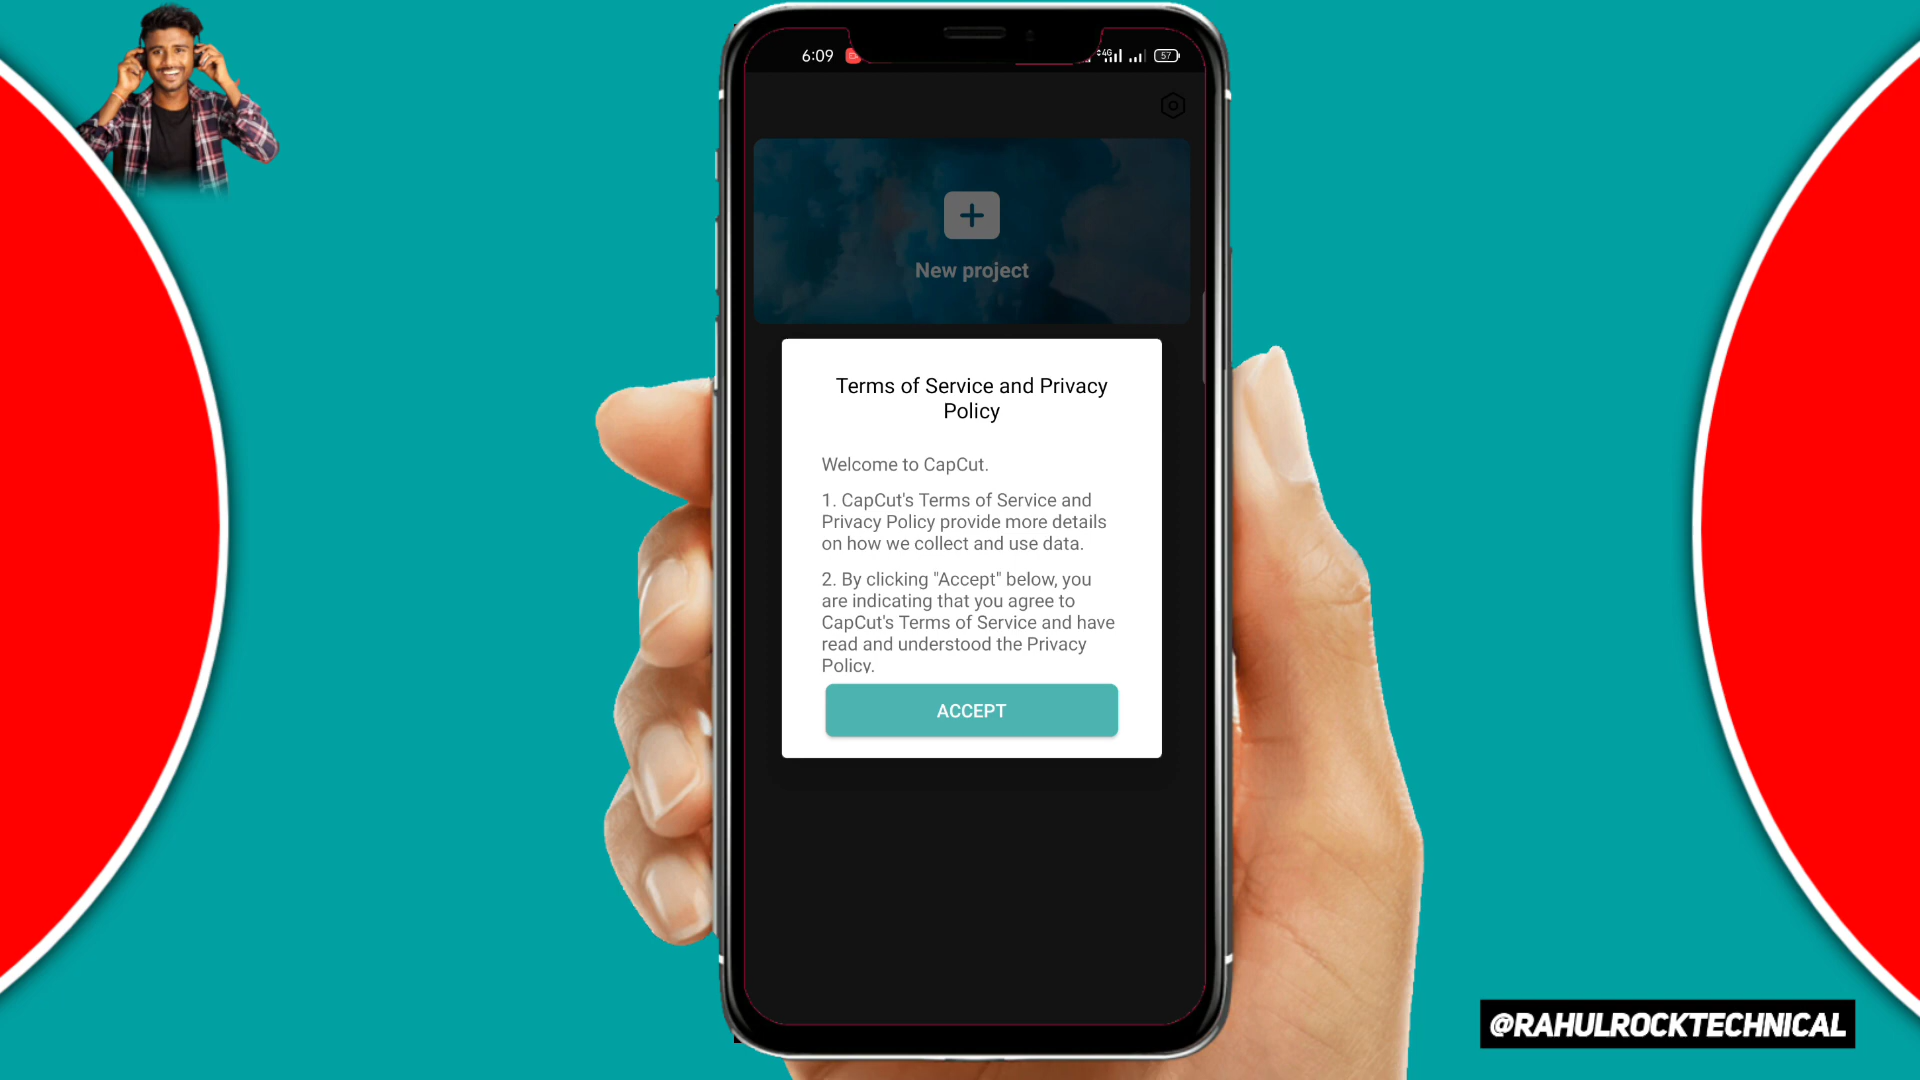 6:09
4G
57
New project
Terms of Service and Privacy
Policy
Welcome to CapCut.
1. CapCut's Terms of Service and
Privacy Policy provide more details
on how we collect and use data.
2. By clicking "Accept" below, you
are indicating that you agree to
CapCut's Terms of Service and have
read and understood the Privacy
Policy.
ACCEPT
@RAHULROCKTECHNICAL